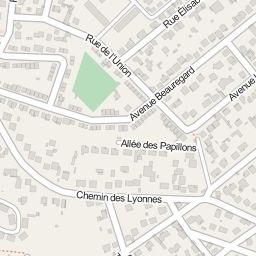 Rue de l'Union
Rue Élisab
Avenue Beauregard
Avenue
Allée des Papillons
Chemin des Lyonnes